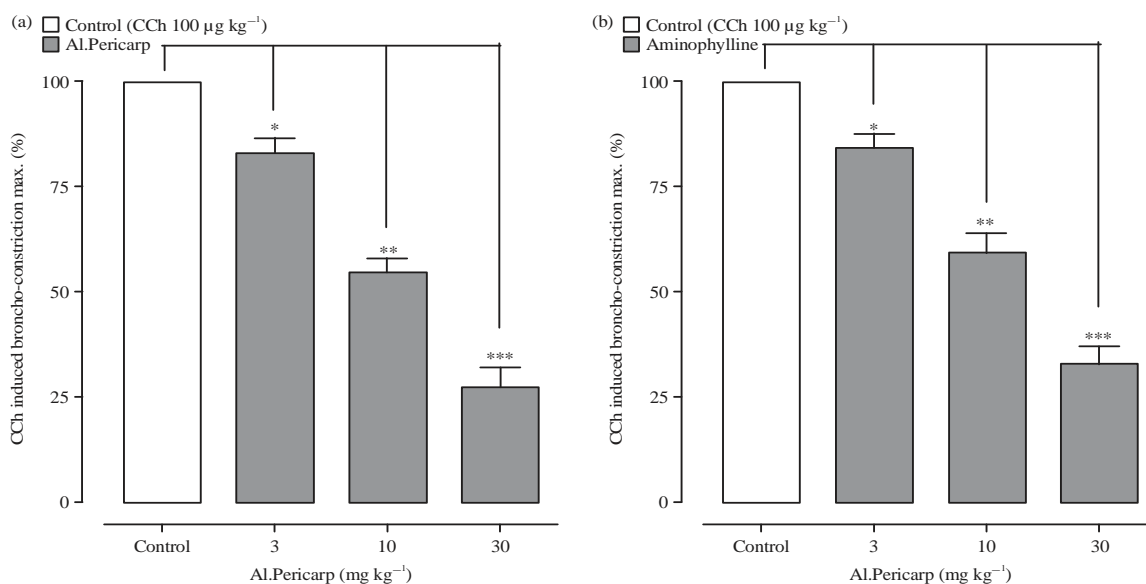 (a)
Control (CCh 100 µg kg⁻¹)
Al.Pericarp
CCh induced broncho-constriction max. (%)
100
75
50
25
0
*
**
***
Control 3 10 30
Al.Pericarp (mg kg⁻¹)
(b)
Control (CCh 100 µg kg⁻¹)
Aminophylline
CCh induced broncho-constriction max. (%)
100
75
50
25
0
*
**
***
Control 3 10 30
Al.Pericarp (mg kg⁻¹)